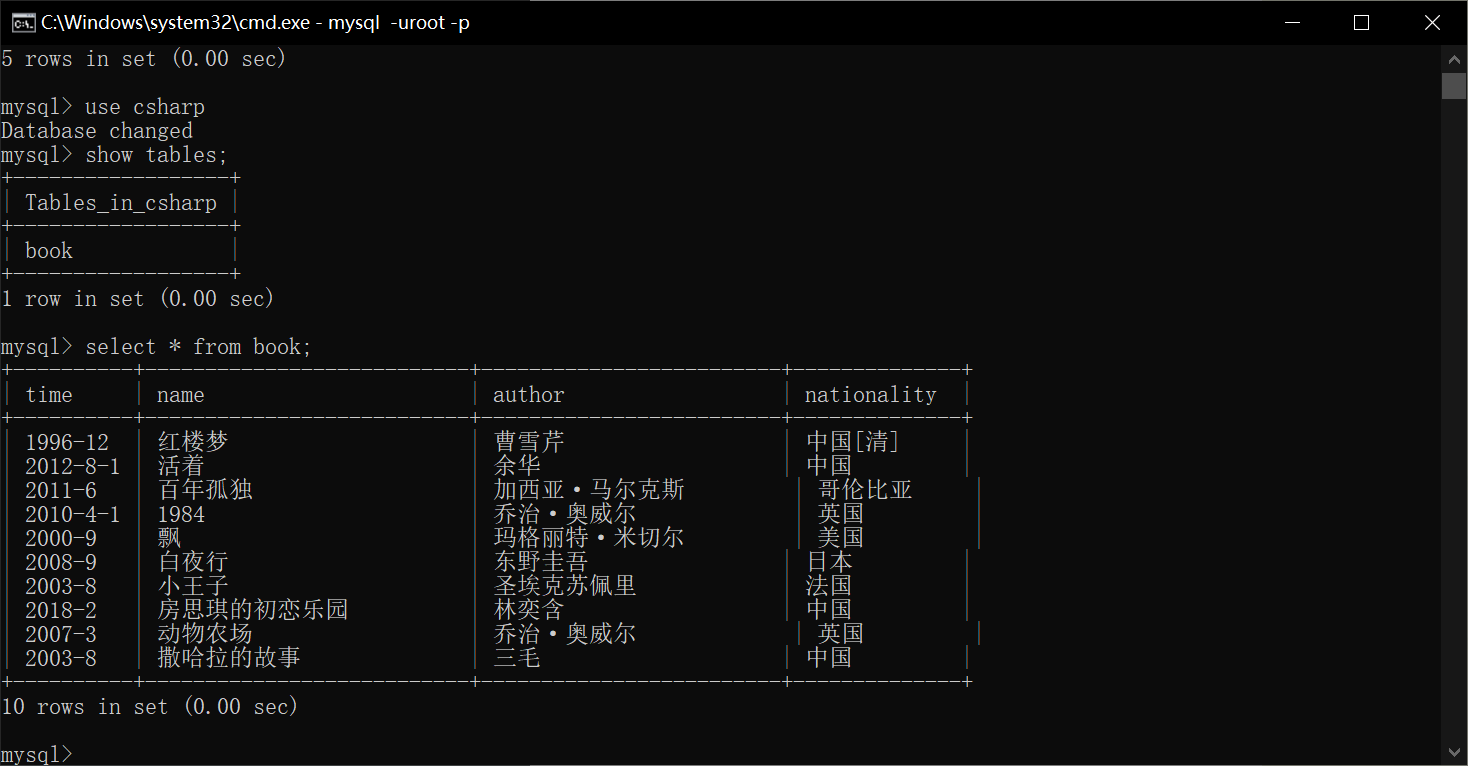 C:\Windows\system32\cmd.exe - mysql  -uroot -p
5 rows in set (0.00 sec)
mysql> use csharp
Database changed
mysql> show tables;
+------------------+
| Tables_in_csharp |
+------------------+
| book             |
+------------------+
1 row in set (0.00 sec)
mysql> select * from book;
+----------+---------------------------+-------------------------+--------------+
| time     | name                      | author                  | nationality  |
+----------+---------------------------+-------------------------+--------------+
| 1996-12  | 红楼梦                    | 曹雪芹                  | 中国[清]     |
| 2012-8-1 | 活着                      | 余华                    | 中国         |
| 2011-6   | 百年孤独                  | 加西亚·马尔克斯         | 哥伦比亚     |
| 2010-4-1 | 1984                      | 乔治·奥威尔             | 英国         |
| 2000-9   | 飘                        | 玛格丽特·米切尔         | 美国         |
| 2008-9   | 白夜行                    | 东野圭吾                | 日本         |
| 2003-8   | 小王子                    | 圣埃克苏佩里            | 法国         |
| 2018-2   | 房思琪的初恋乐园          | 林奕含                  | 中国         |
| 2007-3   | 动物农场                  | 乔治·奥威尔             | 英国         |
| 2003-8   | 撒哈拉的故事              | 三毛                    | 中国         |
+----------+---------------------------+-------------------------+--------------+
10 rows in set (0.00 sec)
mysql>